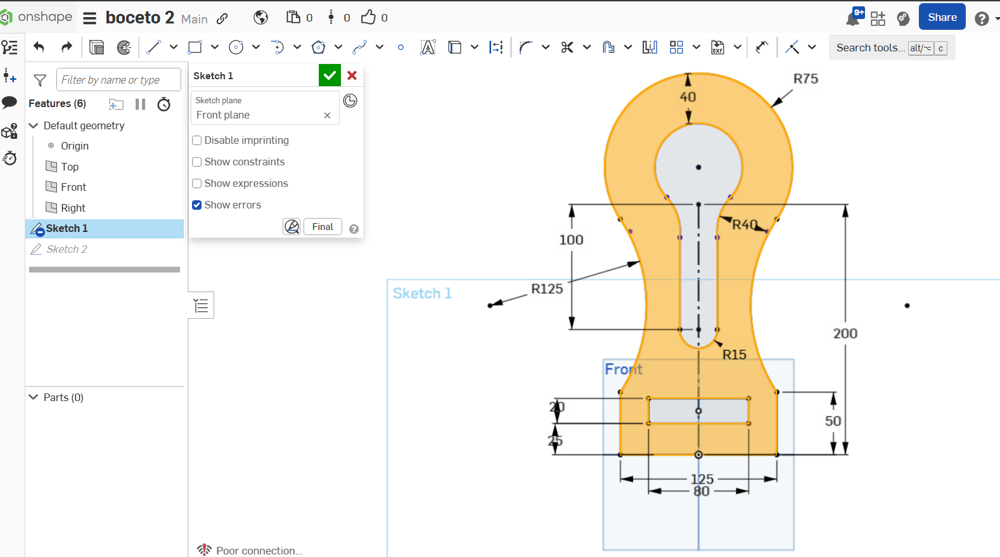 onshape boceto 2 Main 0 0 0 9+ Share ?
Search tools... alt/⌥ c
Sketch 1
Filter by name or type
Features (6)
Sketch plane
Front plane
Default geometry
Origin
Disable imprinting
Top
Show constraints
Front
Show expressions
Right
Show errors
Sketch 1
Final ?
Sketch 2
Parts (0)
Poor connection...
R75
40
R40
100
R125
Sketch 1
200
R15
Front
20
50
25
125
80